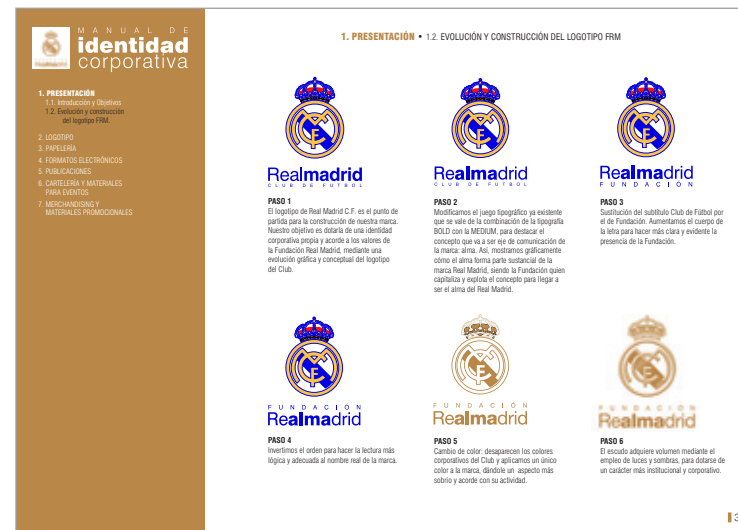 MANUAL DE
identidad
corporativa
1. PRESENTACIÓN
1.1. Introducción y Objetivos
1.2. Evolución y construcción
del logotipo FRM.
2. LOGOTIPO
3. PAPELERÍA
4. FORMATOS ELECTRÓNICOS
5. PUBLICACIONES
6. CARTELERÍA Y MATERIALES
PARA EVENTOS
7. MERCHANDISING Y
MATERIALES PROMOCIONALES
1. PRESENTACIÓN • 1.2. EVOLUCIÓN Y CONSTRUCCIÓN DEL LOGOTIPO FRM
Realmadrid
CLUB DE FUTBOL
PASO 1
El logotipo de Real Madrid C.F. es el punto de
partida para la construcción de nuestra marca.
Nuestro objetivo es dotarla de una identidad
corporativa propia y acorde a los valores de
la Fundación Real Madrid, mediante una
evolución gráfica y conceptual del logotipo
del Club.
Realmadrid
CLUB DE FUTBOL
PASO 2
Modificamos el juego tipográfico ya existente
que se vale de la combinación de la tipografía
BOLD con la MEDIUM, para destacar el
concepto que va a ser eje de comunicación de
la marca: alma. Así, mostramos gráficamente
cómo el alma forma parte sustancial de la
marca Real Madrid, siendo la Fundación quien
capitaliza y explota el concepto para llegar a
ser el alma del Real Madrid.
Realmadrid
FUNDACIÓN
PASO 3
Sustitución del subtítulo Club de Fútbol por
el de Fundación. Aumentamos el cuerpo de
la letra para hacer más clara y evidente la
presencia de la Fundación.
FUNDACIÓN
Realmadrid
PASO 4
Invertimos el orden para hacer la lectura más
lógica y adecuada al nombre real de la marca.
FUNDACIÓN
Realmadrid
PASO 5
Cambio de color: desaparecen los colores
corporativos del Club y aplicamos un único
color a la marca, dándole un aspecto más
sobrio y acorde con su actividad.
FUNDACIÓN
Realmadrid
PASO 6
El escudo adquiere volumen mediante el
empleo de luces y sombras, para dotarse de
un carácter más institucional y corporativo.
3